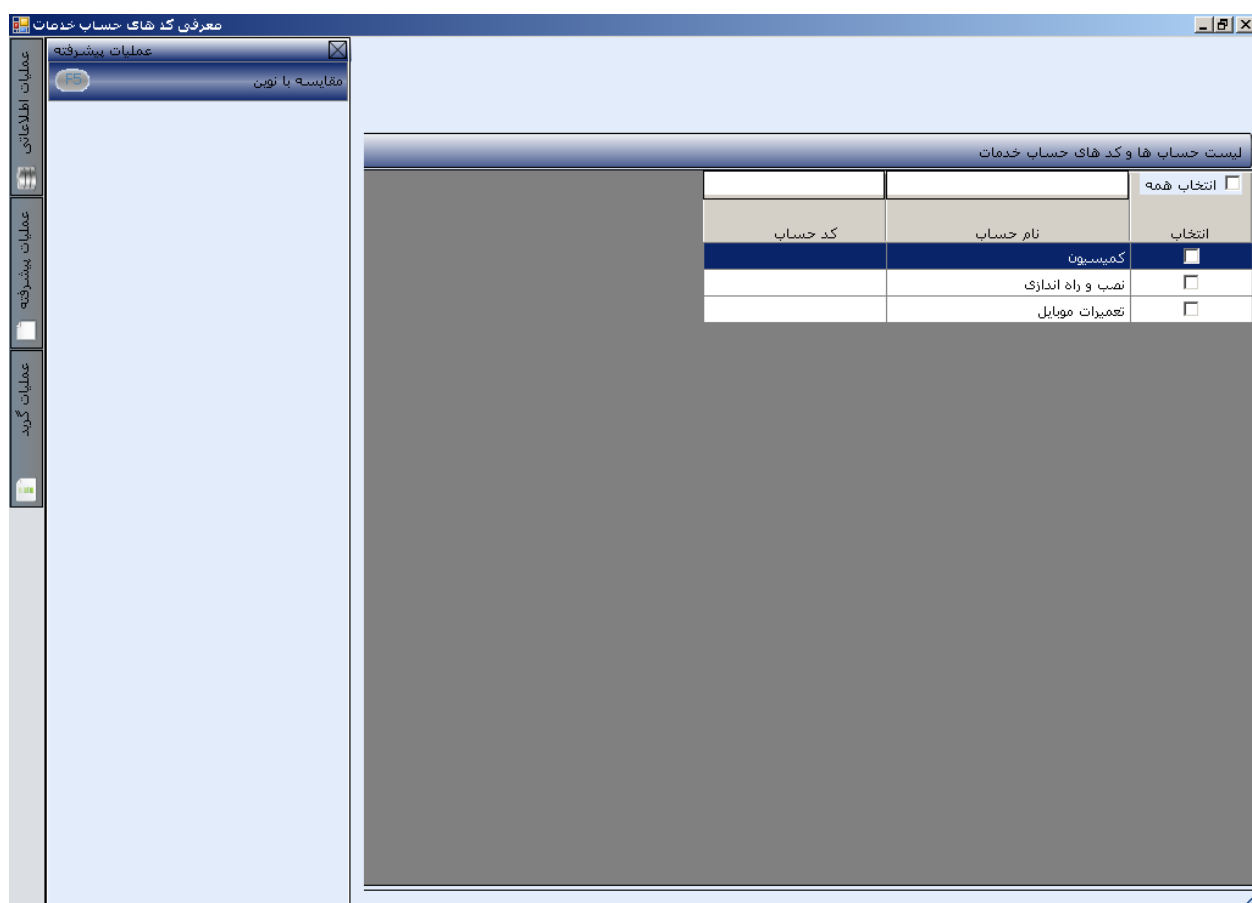 معرفی کد های حساب خدمات
عملیات پیشرفته
مقایسه با نوین
F5
عملیات اطلاعاتی
عملیات پیشرفته
عملیات گرید
لیست حساب ها و کد های حساب خدمات
انتخاب همه
انتخاب نام حساب کد حساب
کمیسیون
نصب و راه اندازی
تعمیرات موبایل